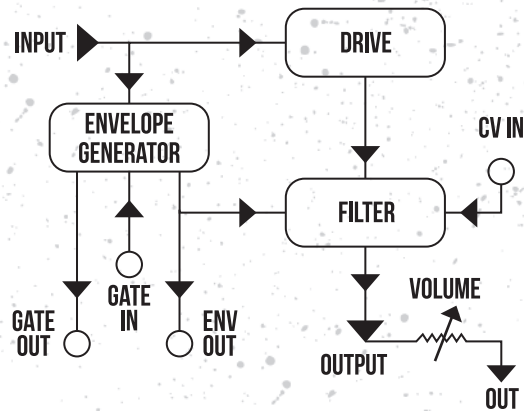 INPUT
DRIVE
ENVELOPE
GENERATOR
CV IN
FILTER
GATE
IN
GATE
OUT
ENV
OUT
VOLUME
OUTPUT
OUT